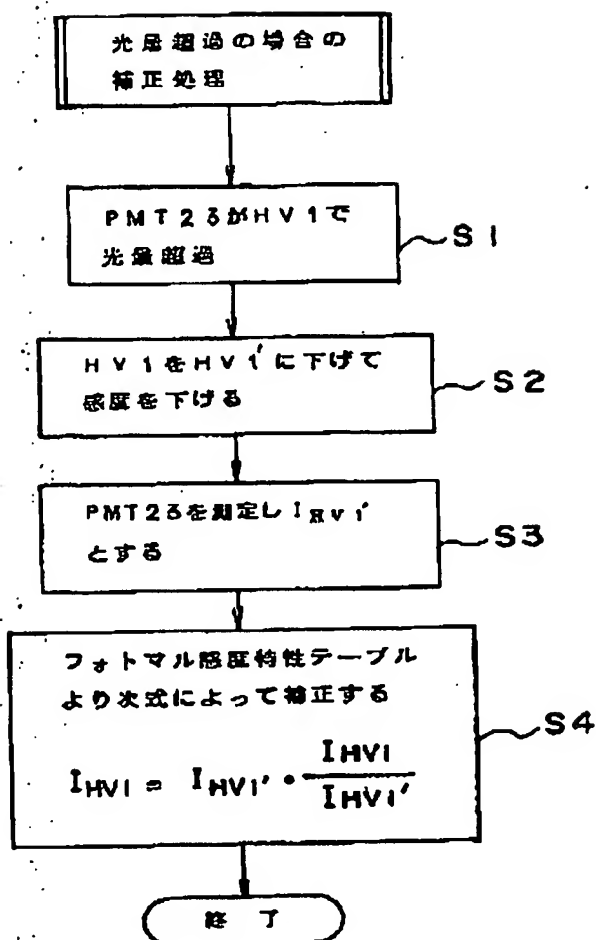 光量超過の場合の
補正処理
PMT23がHV1で
光量超過
S1
HV1をHV1'に下げて
感度を下げる
S2
PMT23を測定しIHV1'
とする
S3
フォトマル感度特性テーブル
より次式によって補正する
IHV1 = IHV1'・IHV1/IHV1'
S4
終了